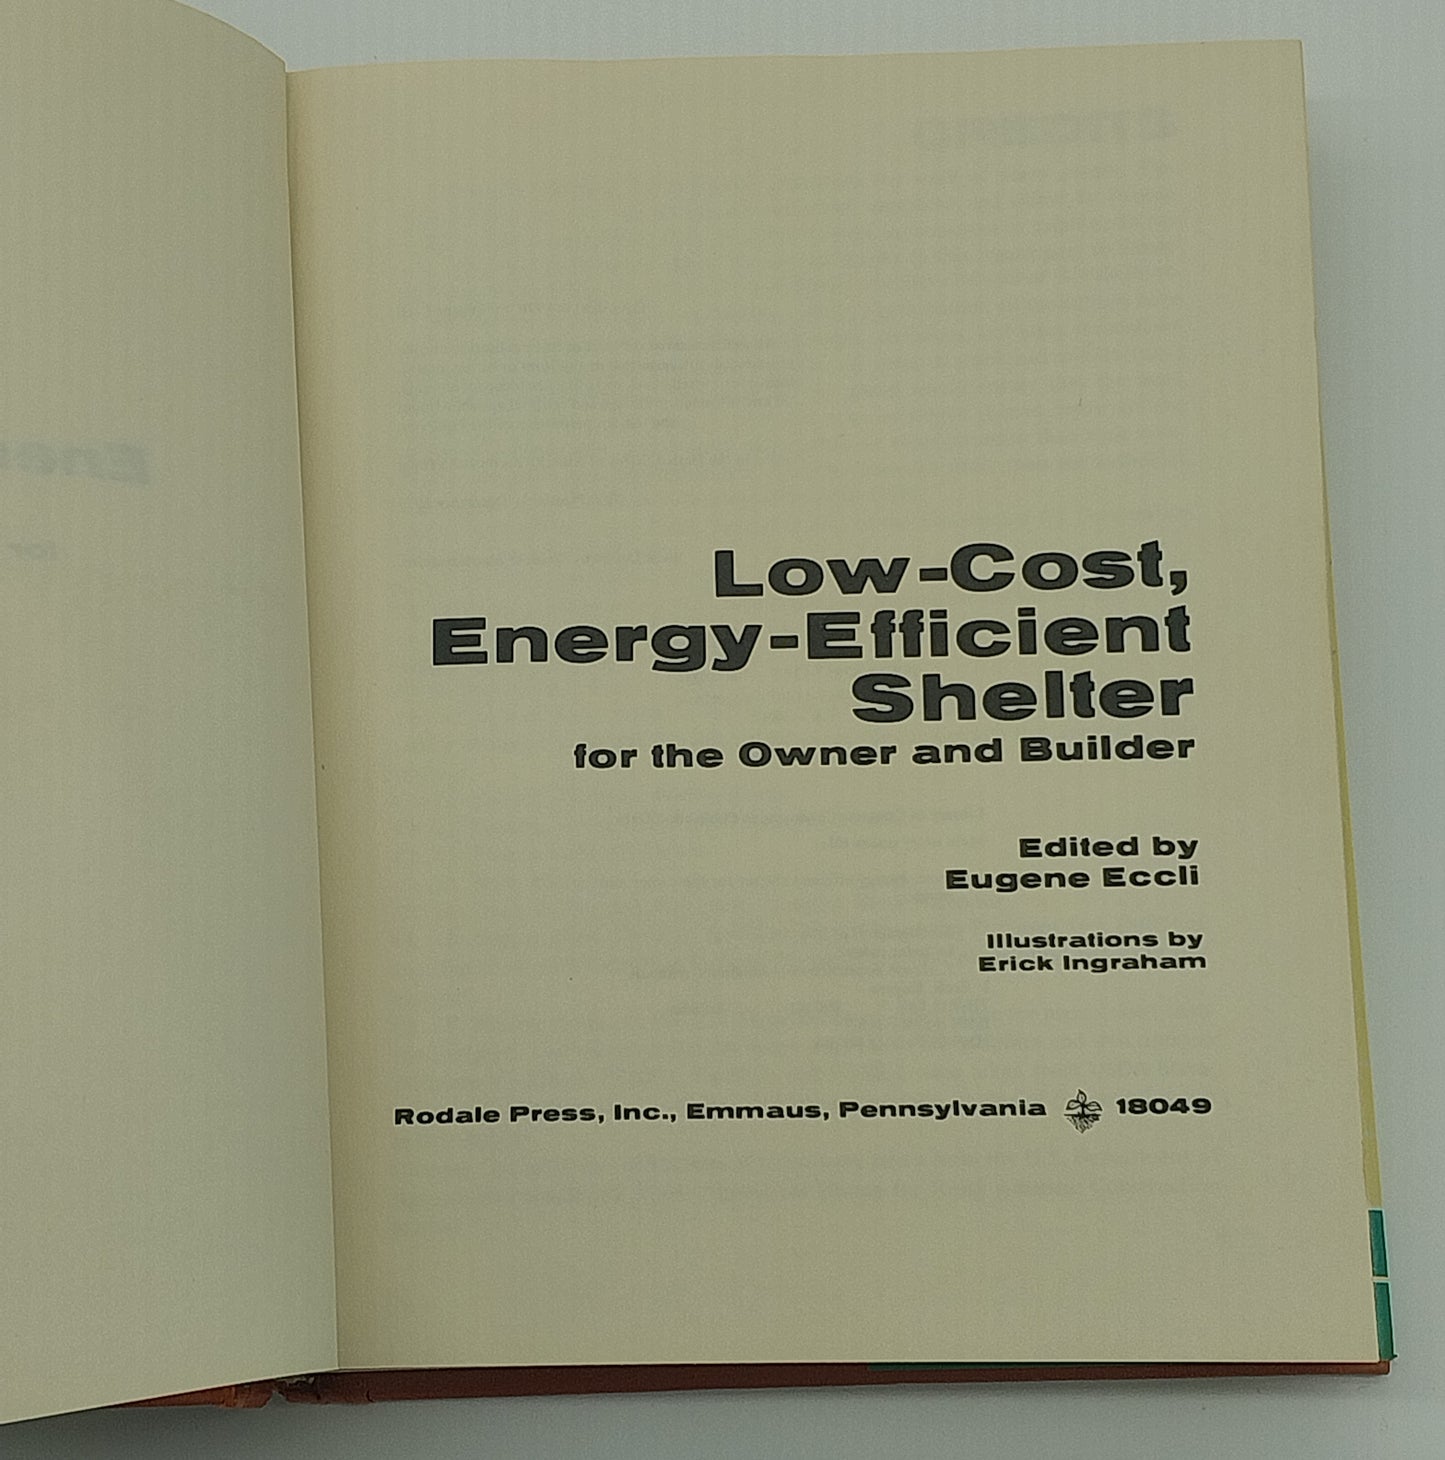 Low-Cost,
Energy-Efficient
Shelter
for the Owner and Builder
Edited by
Eugene Eccli
Illustrations by
Erick Ingraham
Rodale Press, Inc., Emmaus, Pennsylvania 18049